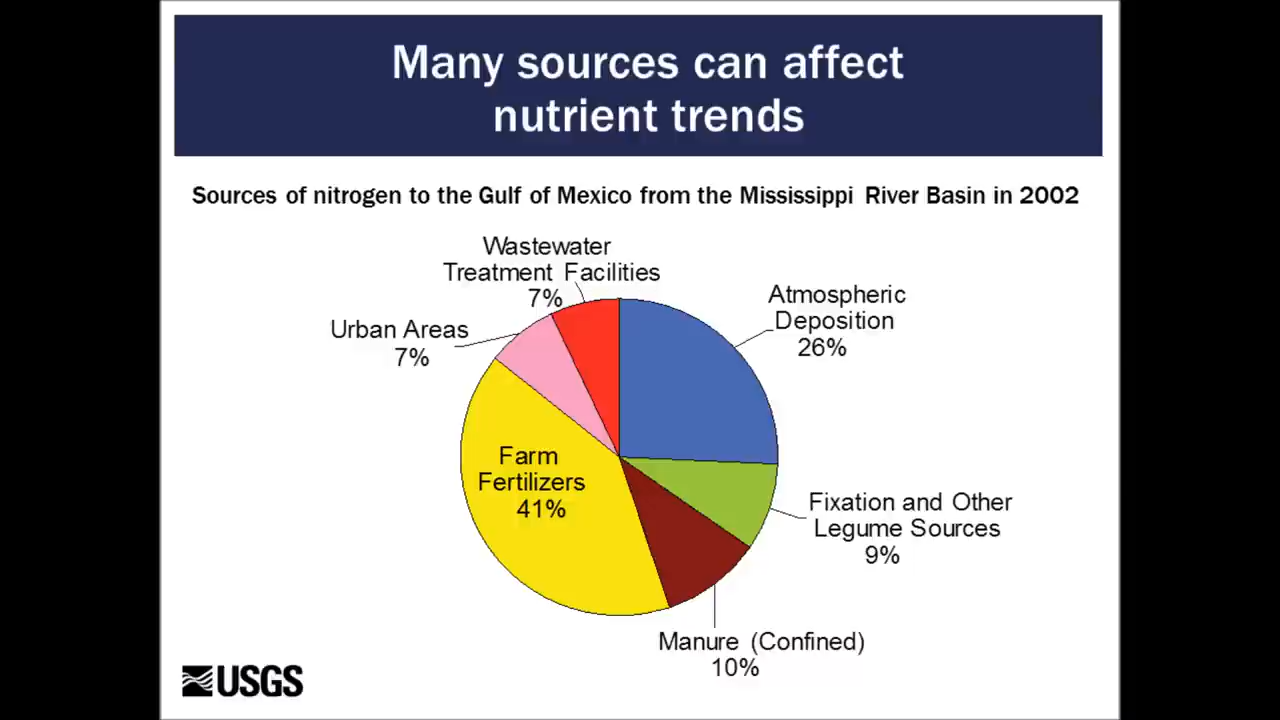 Many sources can affect
nutrient trends
Sources of nitrogen to the Gulf of Mexico from the Mississippi River Basin in 2002
Wastewater
Treatment Facilities
7%
Atmospheric
Deposition
26%
Urban Areas
7%
Farm
Fertilizers
41%
Fixation and Other
Legume Sources
9%
Manure (Confined)
10%
USGS